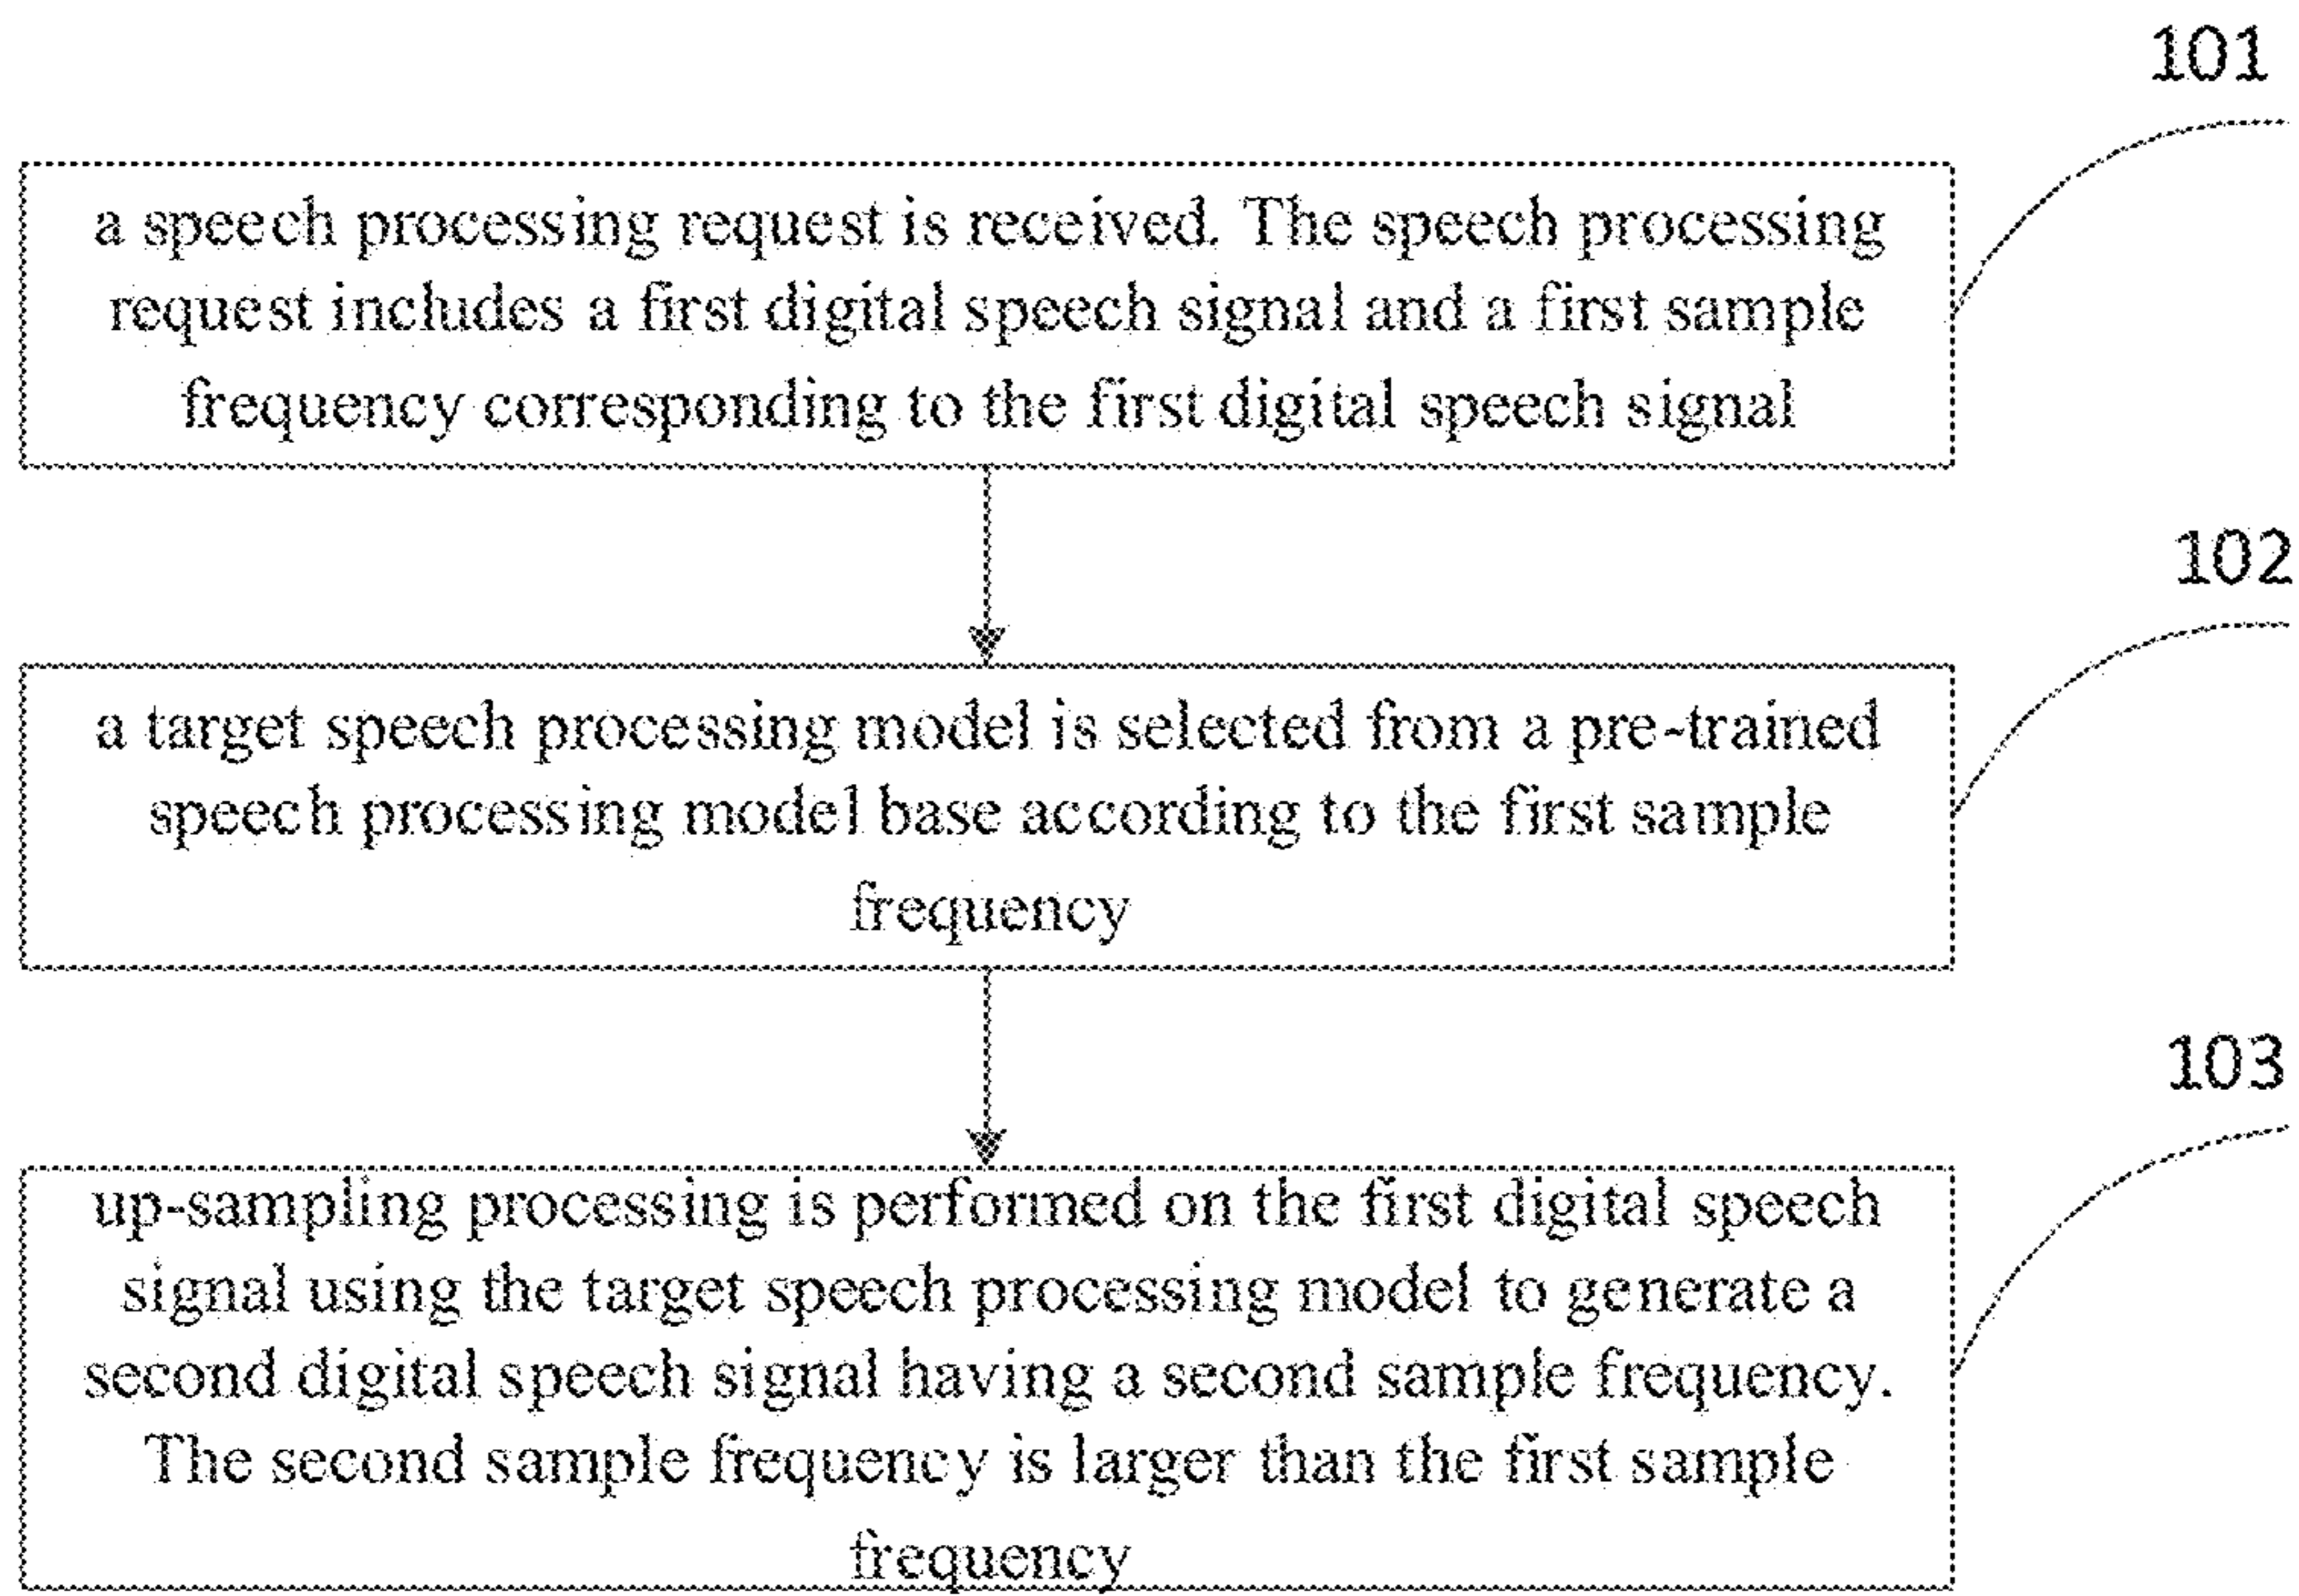 101
a speech processing request is received. The speech processing
request includes a first digital speech signal and a first sample
frequency corresponding to the first digital speech signal
102
a target speech processing model is selected from a pre-trained
speech processing model base according to the first sample
frequency
103
up-sampling processing is performed on the first digital speech
signal using the target speech processing model to generate a
second digital speech signal having a second sample frequency.
The second sample frequency is larger than the first sample
frequency